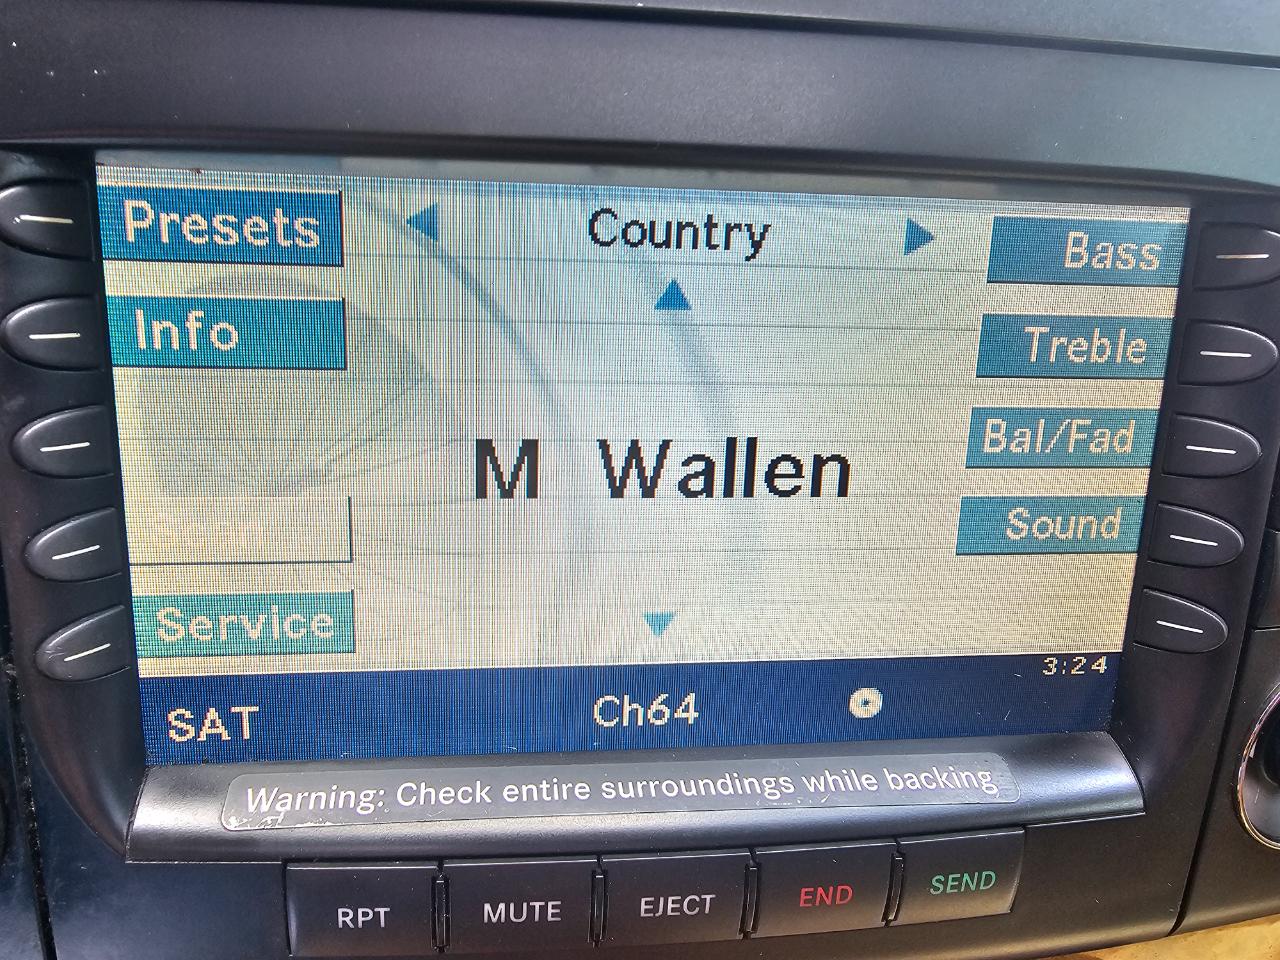 Presets
Country
Bass
Info
Treble
M Wallen
Bal/Fad
Sound
Service
3:24
SAT
Ch64
Warning: Check entire surroundings while backing
RPT
MUTE
EJECT
END
SEND